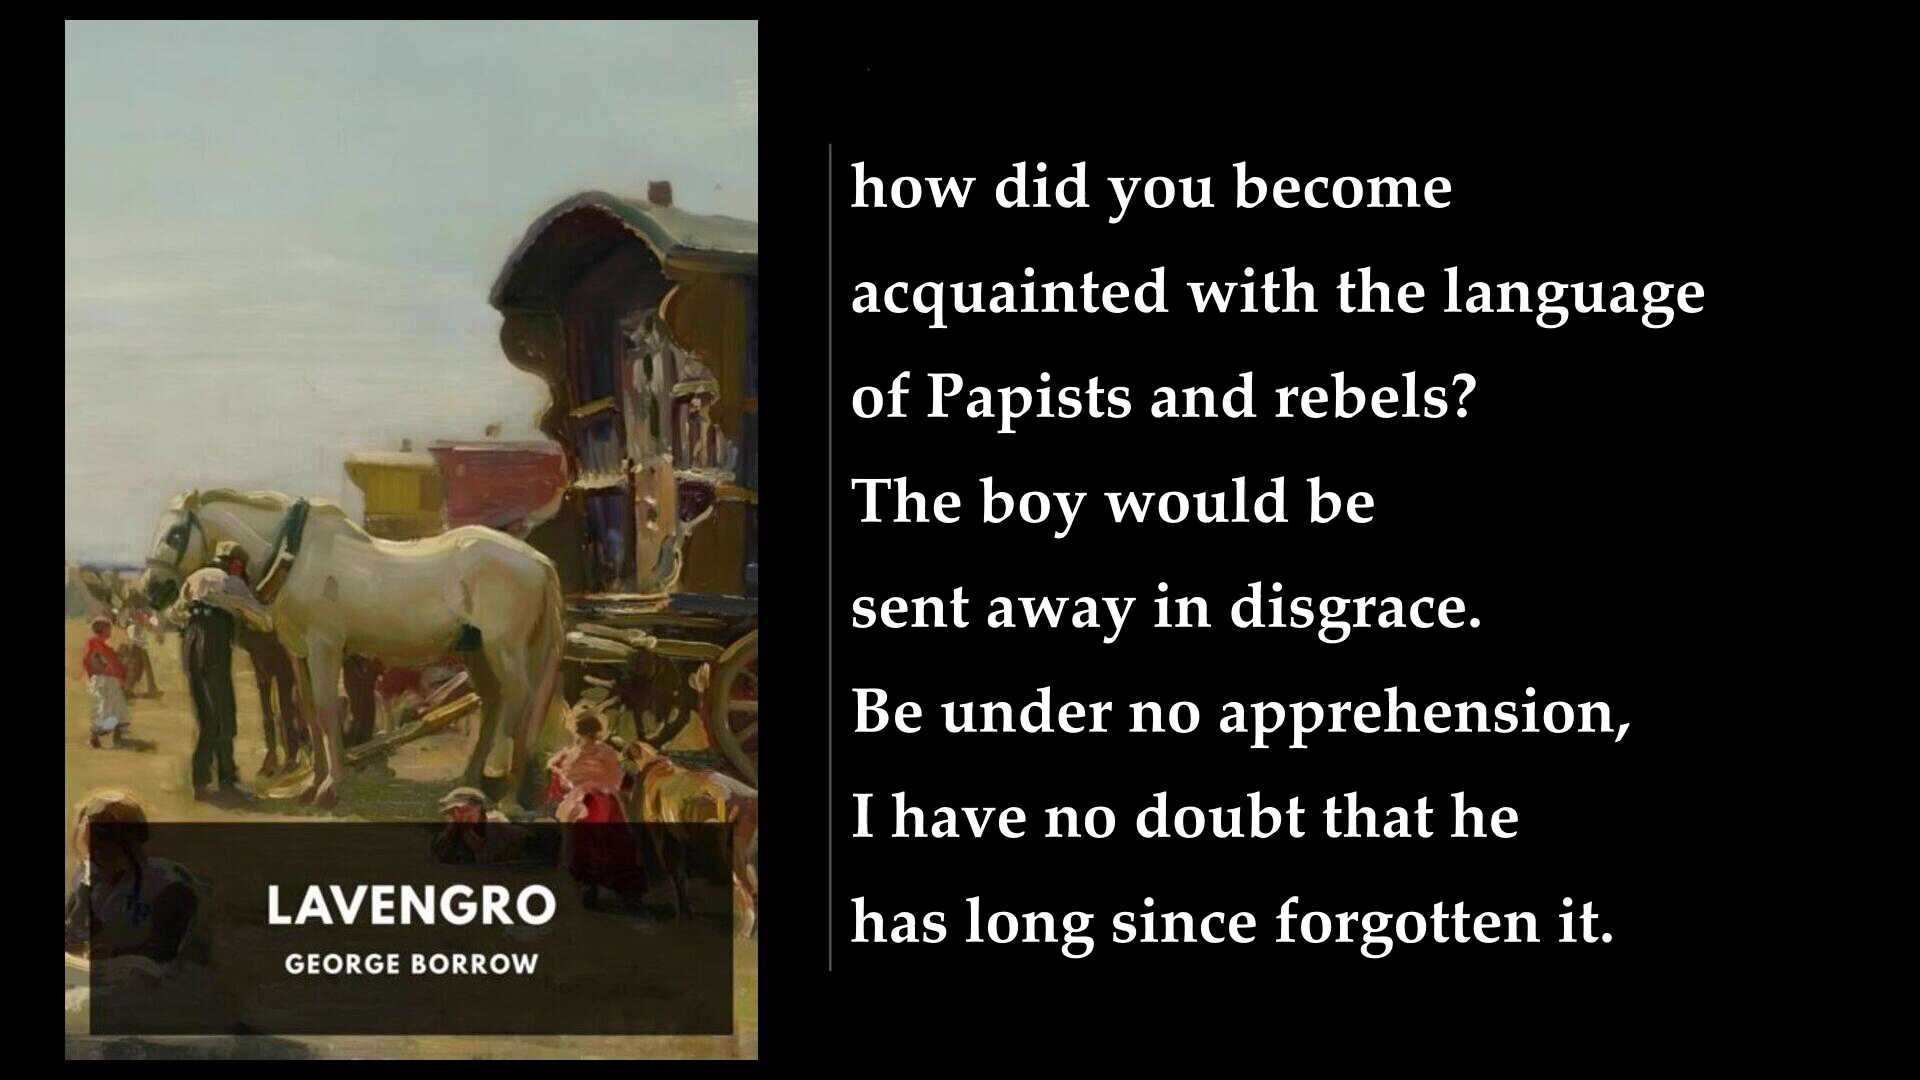 LAVENGRO
GEORGE BORROW
how did you become
acquainted with the language
of Papists and rebels?
The boy would be
sent away in disgrace.
Be under no apprehension,
I have no doubt that he
has long since forgotten it.